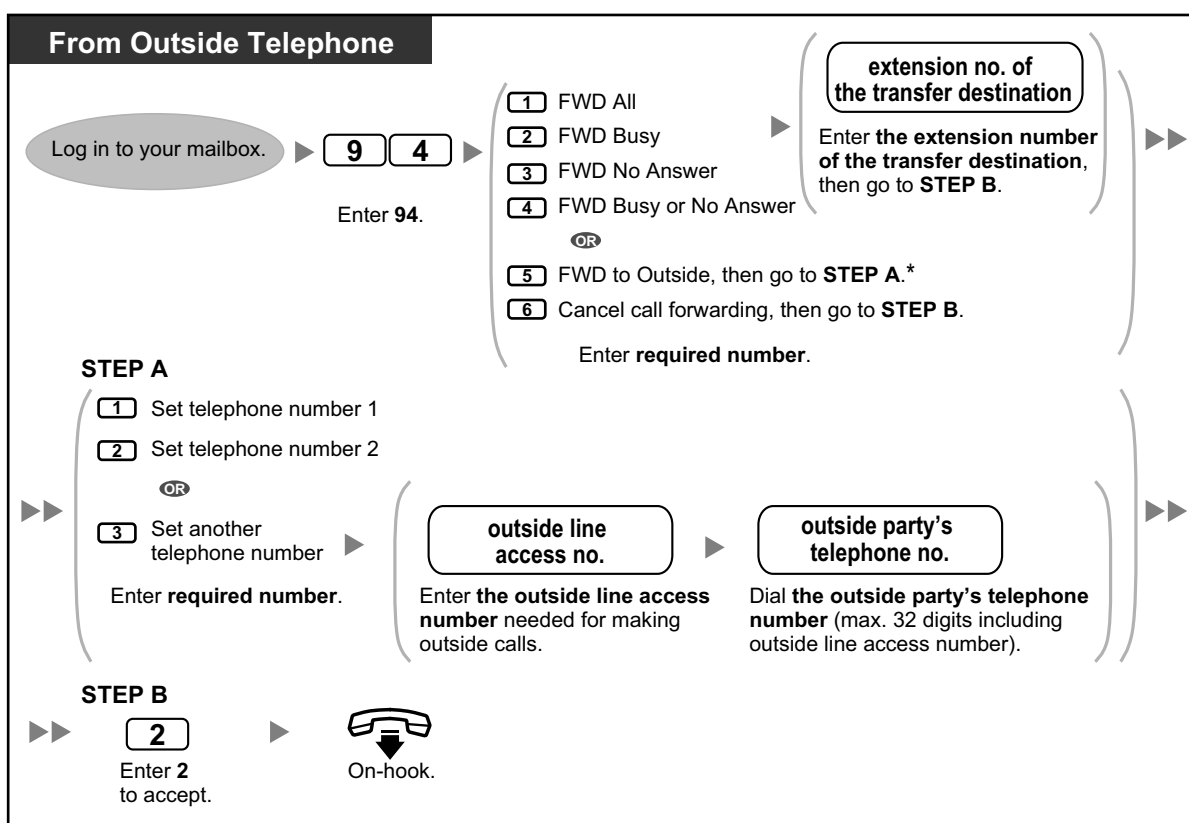 From Outside Telephone
Log in to your mailbox.
9 4
Enter 94.
1 FWD All
2 FWD Busy
3 FWD No Answer
4 FWD Busy or No Answer
OR
5 FWD to Outside, then go to STEP A.*
6 Cancel call forwarding, then go to STEP B.
Enter required number.
extension no. of
the transfer destination
Enter the extension number
of the transfer destination,
then go to STEP B.
STEP A
1 Set telephone number 1
2 Set telephone number 2
OR
3 Set another
telephone number
Enter required number.
outside line
access no.
Enter the outside line access
number needed for making
outside calls.
outside party's
telephone no.
Dial the outside party's telephone
number (max. 32 digits including
outside line access number).
STEP B
2
Enter 2
to accept.
On-hook.